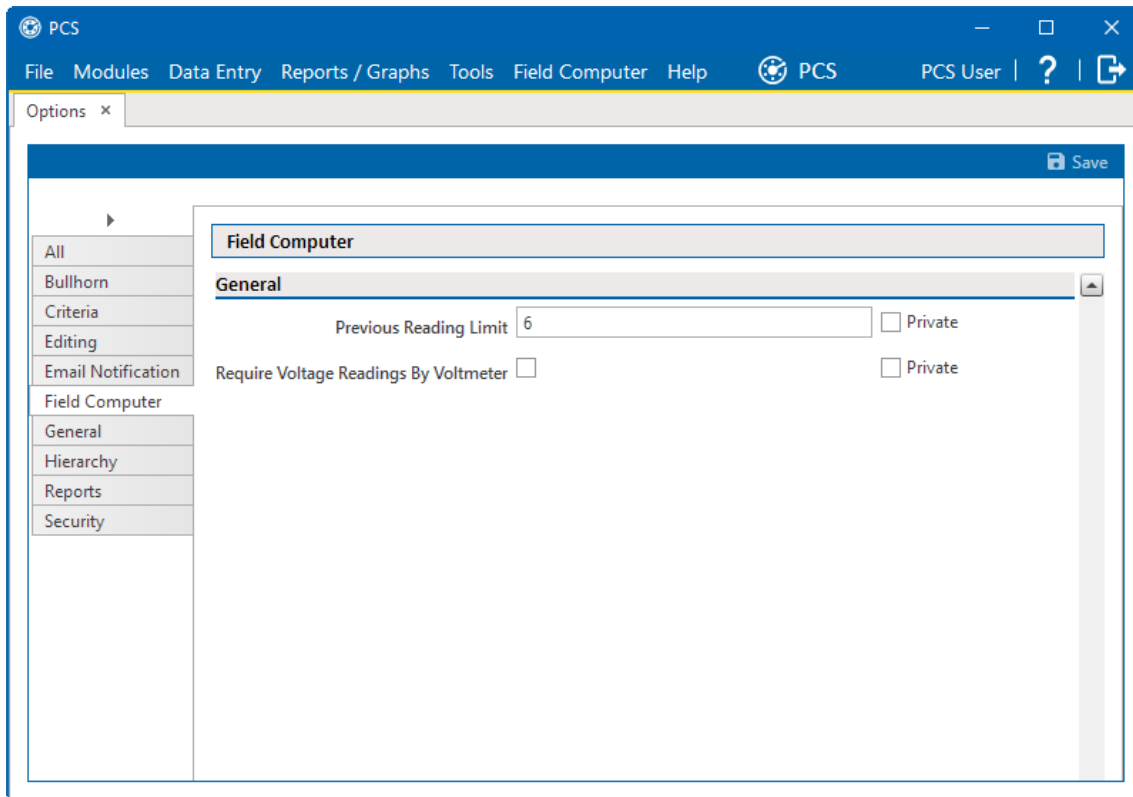 PCS
File Modules Data Entry Reports / Graphs Tools Field Computer Help PCS PCS User | ? |
Options ×
Save
All
Bullhorn
Criteria
Editing
Email Notification
Field Computer
General
Hierarchy
Reports
Security
Field Computer
General
Previous Reading Limit 6 Private
Require Voltage Readings By Voltmeter Private